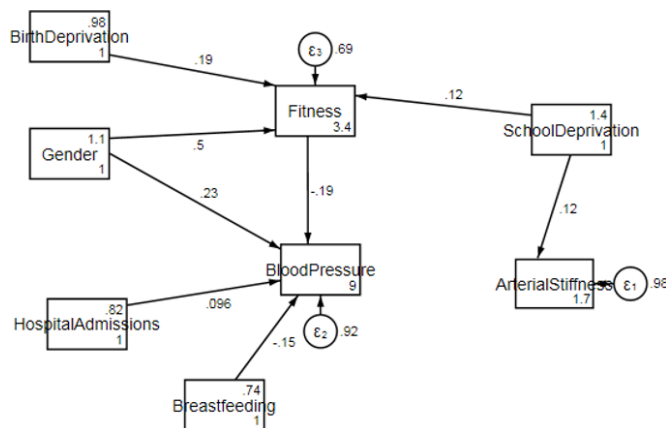 .98
BirthDeprivation
1
.19
ε3
.69
Fitness
3.4
.12
1.4
SchoolDeprivation
1
1.1
Gender
1
.5
.23
-.19
.12
BloodPressure
9
ArterialStiffness
1.7
ε1
.98
.82
HospitalAdmissions
1
.096
ε2
.92
-.15
.74
Breastfeeding
1